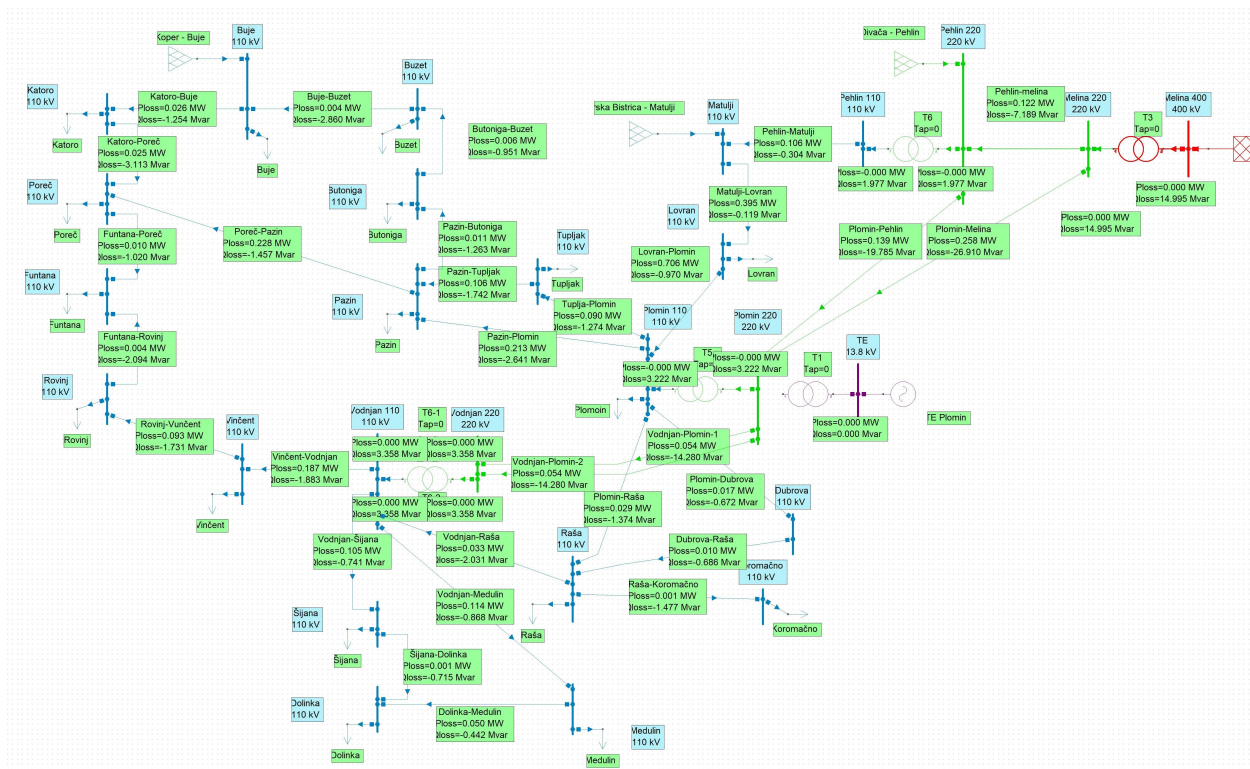 Koper - Buje
Buje
110 kV
Divača - Pehlin
Pehlin 220
220 kV
Buzet
110 kV
Katoro
110 kV
Katoro-Buje
Ploss=0.026 MW
Qloss=-1.254 Mvar
Buje-Buzet
Ploss=0.004 MW
Qloss=-2.860 Mvar
rska Bistrica - Matulji
Matulji
110 kV
Pehlin 110
110 kV
T6
Tap=0
Pehlin-melina
Ploss=0.122 MW
Qloss=-7.189 Mvar
Melina 220
220 kV
T3
Tap=0
Melina 400
400 kV
Butoniga-Buzet
Ploss=0.006 MW
Qloss=-0.951 Mvar
Pehlin-Matulji
Ploss=0.106 MW
Qloss=-0.304 Mvar
Katoro
Katoro-Poreč
Ploss=0.025 MW
Qloss=-3.113 Mvar
Buje
Buzet
Poreč
110 kV
Butoniga
110 kV
Ploss=-0.000 MW
Qloss=1.977 Mvar
Ploss=-0.000 MW
Qloss=1.977 Mvar
Ploss=0.000 MW
Qloss=14.995 Mvar
Matulji-Lovran
Ploss=0.395 MW
Qloss=-0.119 Mvar
Lovran
110 kV
Ploss=0.000 MW
Qloss=14.995 Mvar
Poreč
Funtana-Poreč
Ploss=0.010 MW
Qloss=-1.020 Mvar
Poreč-Pazin
Ploss=0.228 MW
Qloss=-1.457 Mvar
Butoniga
Pazin-Butoniga
Ploss=0.011 MW
Qloss=-1.263 Mvar
Tupljak
110 kV
Plomin-Pehlin
Ploss=0.139 MW
Qloss=-19.785 Mvar
Plomin-Melina
Ploss=0.258 MW
Qloss=-26.910 Mvar
Lovran-Plomin
Ploss=0.706 MW
Qloss=-0.970 Mvar
Lovran
Funtana
110 kV
Pazin-Tupljak
Ploss=0.106 MW
Qloss=-1.742 Mvar
Tupljak
Pazin
110 kV
Tuplja-Plomin
Ploss=0.090 MW
Qloss=-1.274 Mvar
Plomin 110
110 kV
Plomin 220
220 kV
Funtana
Funtana-Rovinj
Ploss=0.004 MW
Qloss=-2.094 Mvar
Pazin
Pazin-Plomin
Ploss=0.213 MW
Qloss=-2.641 Mvar
Ploss=-0.000 MW
Qloss=3.222 Mvar
T5
Tap=
Ploss=-0.000 MW
Qloss=3.222 Mvar
T1
Tap=0
TE
13.8 kV
Rovinj
110 kV
Plomoin
TE Plomin
Rovinj
Rovinj-Vunčent
Ploss=0.093 MW
Qloss=-1.731 Mvar
Vinčent
110 kV
Vodnjan 110
110 kV
T6-1
Tap=0
Vodnjan 220
220 kV
Ploss=0.000 MW
Qloss=0.000 Mvar
Ploss=0.000 MW
Qloss=3.358 Mvar
Ploss=0.000 MW
Qloss=3.358 Mvar
Vodnjan-Plomin-1
Ploss=0.054 MW
Qloss=-14.280 Mvar
Vinčent-Vodnjan
Ploss=0.187 MW
Qloss=-1.883 Mvar
Vodnjan-Plomin-2
Ploss=0.054 MW
Qloss=-14.280 Mvar
Plomin-Dubrova
Ploss=0.017 MW
Qloss=-0.672 Mvar
Dubrova
110 kV
Vinčent
Ploss=0.000 MW
Qloss=3.358 Mvar
Ploss=0.000 MW
Qloss=3.358 Mvar
Plomin-Raša
Ploss=0.029 MW
Qloss=-1.374 Mvar
Vodnjan-Šijana
Ploss=0.105 MW
Qloss=-0.741 Mvar
Vodnjan-Raša
Ploss=0.033 MW
Qloss=-2.031 Mvar
Raša
110 kV
Dubrova-Raša
Ploss=0.010 MW
Qloss=-0.686 Mvar
Koromačno
110 kV
Raša-Koromačno
Ploss=0.001 MW
Qloss=-1.477 Mvar
Vodnjan-Medulin
Ploss=0.114 MW
Qloss=-0.868 Mvar
Šijana
110 kV
Raša
Koromačno
Šijana
Šijana-Dolinka
Ploss=0.001 MW
Qloss=-0.715 Mvar
Dolinka
110 kV
Dolinka-Medulin
Ploss=0.050 MW
Qloss=-0.442 Mvar
Medulin
110 kV
Dolinka
Medulin